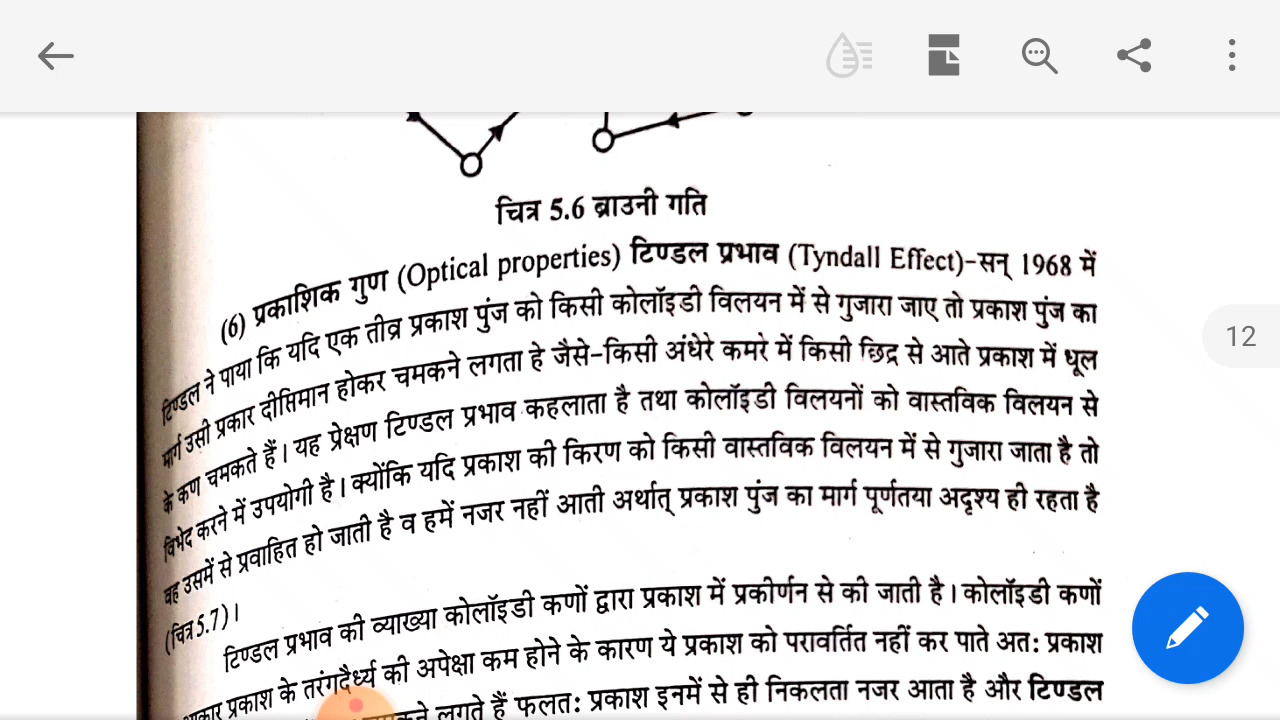 12
चित्र 5.6 ब्राउनी गति
(6) प्रकाशिक गुण (Optical properties) टिण्डल प्रभाव (Tyndall Effect)-सन् 1968 में
टिण्डल ने पाया कि यदि एक तीव्र प्रकाश पुंज को किसी कोलॉइडी विलयन में से गुजारा जाए तो प्रकाश पुंज का
मार्ग उसी प्रकार दीप्तिमान होकर चमकने लगता हे जैसे-किसी अंधेरे कमरे में किसी छिद्र से आते प्रकाश में धूल
के कण चमकते हैं। यह प्रेक्षण टिण्डल प्रभाव कहलाता है तथा कोलॉइडी विलयनों को वास्तविक विलयन से
विभेद करने में उपयोगी है। क्योंकि यदि प्रकाश की किरण को किसी वास्तविक विलयन में से गुजारा जाता है तो
वह उसमें से प्रवाहित हो जाती है व हमें नजर नहीं आती अर्थात् प्रकाश पुंज का मार्ग पूर्णतया अदृश्य ही रहता है
(चित्र 5.7)।
टिण्डल प्रभाव की व्याख्या कोलॉइडी कणों द्वारा प्रकाश में प्रकीर्णन से की जाती है। कोलॉइडी कणों
आकार प्रकाश के तरंगदैर्ध्य की अपेक्षा कम होने के कारण ये प्रकाश को परावर्तित नहीं कर पाते अत: प्रकाश
लगते हैं फलत: प्रकाश इनमें से ही निकलता नजर आता है और टिण्डल